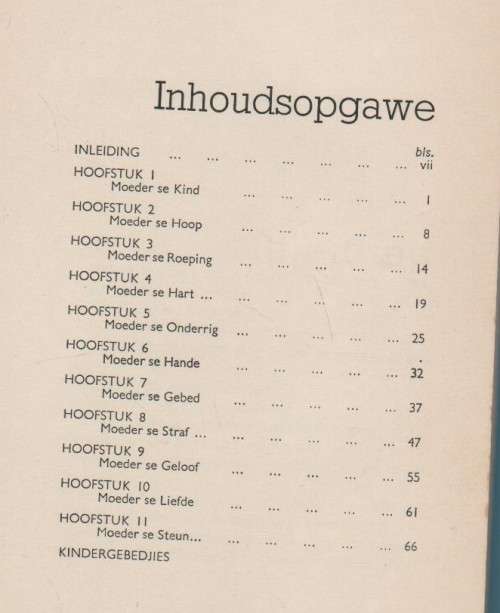 Inhoudsopgawe
bls.
INLEIDING ... ... ... ... ... ... ... vii
HOOFSTUK 1
Moeder se Kind ... ... ... ... ... 1
HOOFSTUK 2
Moeder se Hoop ... ... ... ... ... 8
HOOFSTUK 3
Moeder se Roeping ... ... ... ... 14
HOOFSTUK 4
Moeder se Hart ... ... ... ... ... ... 19
HOOFSTUK 5
Moeder se Onderrig ... ... ... ... ... 25
HOOFSTUK 6
Moeder se Hande ... ... ... ... ... 32
HOOFSTUK 7
Moeder se Gebed ... ... ... ... ... 37
HOOFSTUK 8
Moeder se Straf ... ... ... ... ... ... 47
HOOFSTUK 9
Moeder se Geloof ... ... ... ... ... 55
HOOFSTUK 10
Moeder se Liefde ... ... ... ... ... 61
HOOFSTUK 11
Moeder se Steun... ... ... ... ... ... 66
KINDERGEBEDJIES